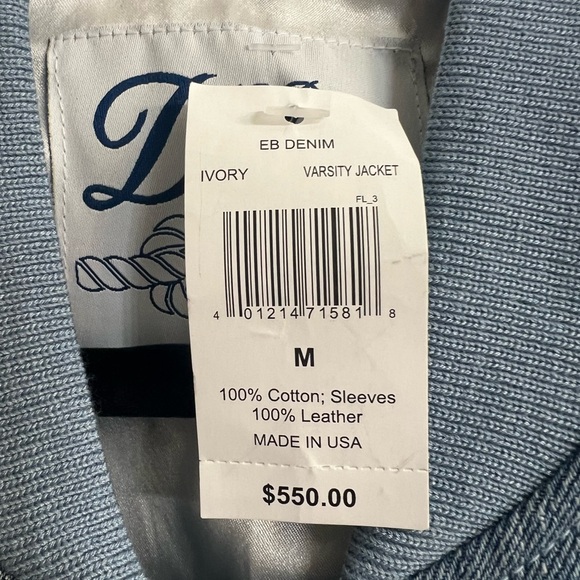 EB DENIM
IVORY VARSITY JACKET
FL_3
4 01214 71581 8
M
100% Cotton; Sleeves
100% Leather
MADE IN USA
$550.00